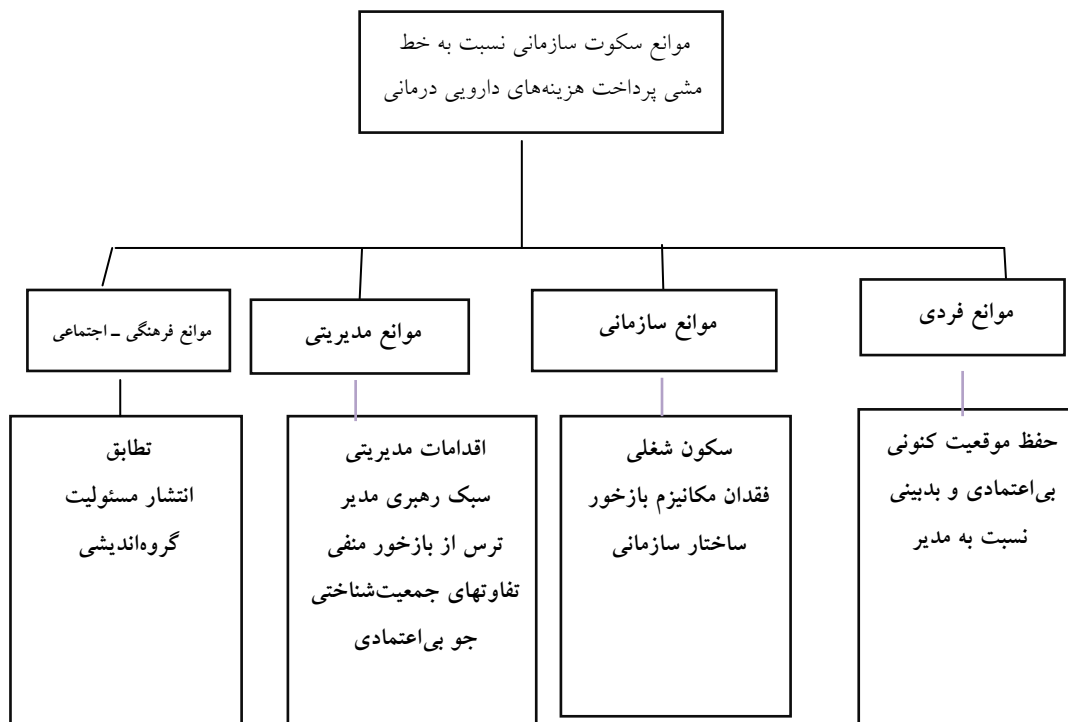 موانع سکوت سازمانی نسبت به خط
مشی پرداخت هزینه‌های دارویی درمانی
موانع فردی
موانع سازمانی
موانع مدیریتی
موانع فرهنگی ـ اجتماعی
حفظ موقعیت کنونی
بی‌اعتمادی و بدبینی
نسبت به مدیر
سکون شغلی
فقدان مکانیزم بازخور
ساختار سازمانی
اقدامات مدیریتی
سبک رهبری مدیر
ترس از بازخور منفی
تفاوتهای جمعیت‌شناختی
جو بی‌اعتمادی
تطابق
انتشار مسئولیت
گروه‌اندیشی